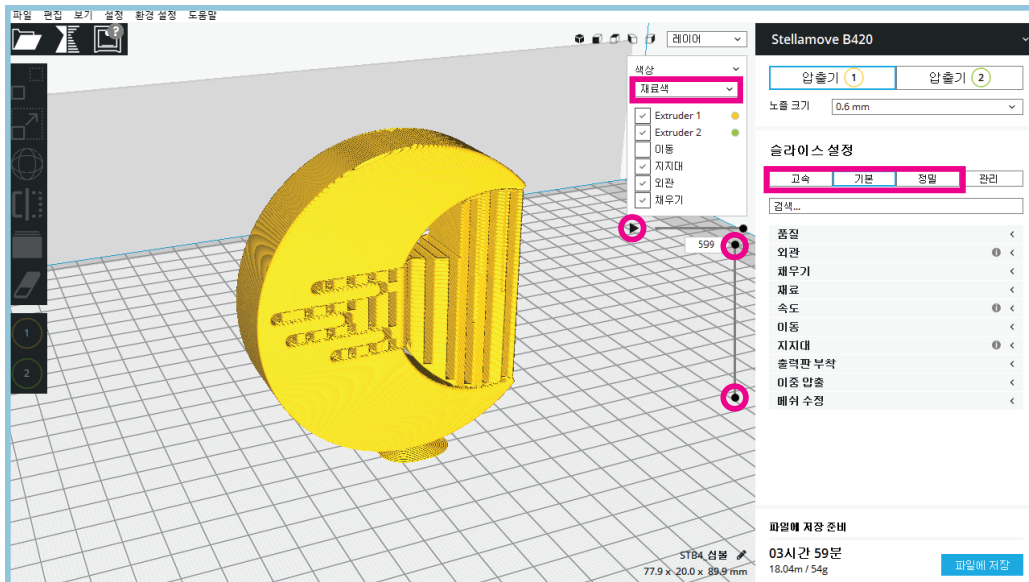 파일 편집 보기 설정 환경 설정 도움말
?
레이어
색상
재료색
Extruder 1
Extruder 2
이동
지지대
외관
채우기
599
1
2
STB4_심볼
77.9 x 20.0 x 89.9 mm
Stellamove B420
압출기 1 압출기 2
노즐 크기 0.6 mm
슬라이스 설정
고속 기본 정밀 관리
검색...
품질
외관
채우기
재료
속도
이동
지지대
출력판 부착
이중 압출
메쉬 수정
파일에 저장 준비
03시간 59분
18.04m / 54g
파일에 저장